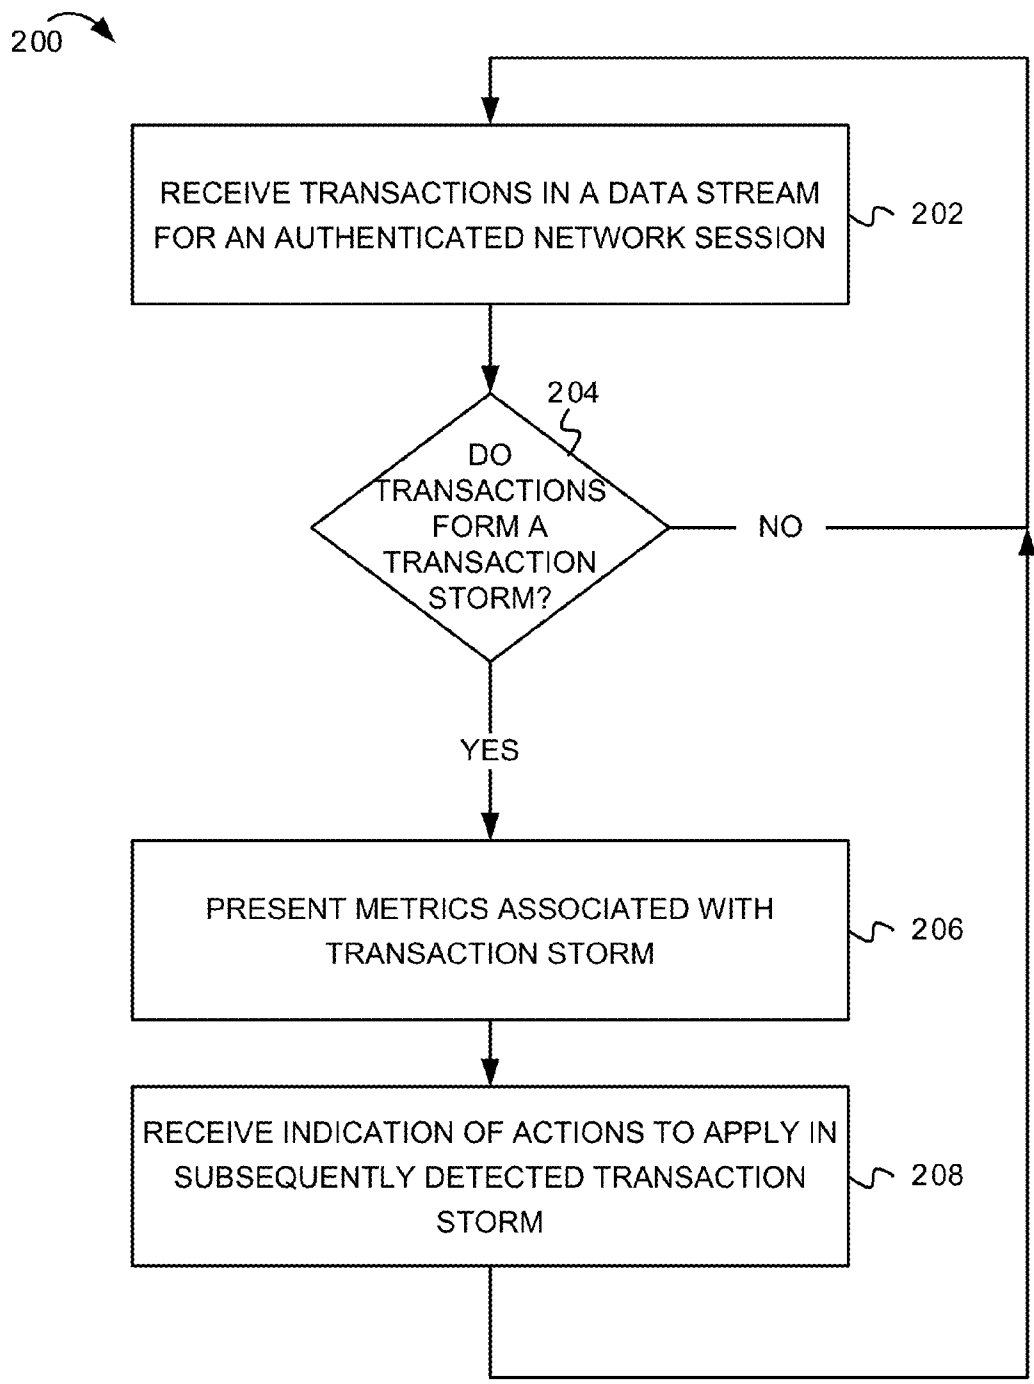 200
RECEIVE TRANSACTIONS IN A DATA STREAM
FOR AN AUTHENTICATED NETWORK SESSION
202
204
DO
TRANSACTIONS
FORM A
TRANSACTION
STORM?
NO
YES
PRESENT METRICS ASSOCIATED WITH
TRANSACTION STORM
206
RECEIVE INDICATION OF ACTIONS TO APPLY IN
SUBSEQUENTLY DETECTED TRANSACTION
STORM
208